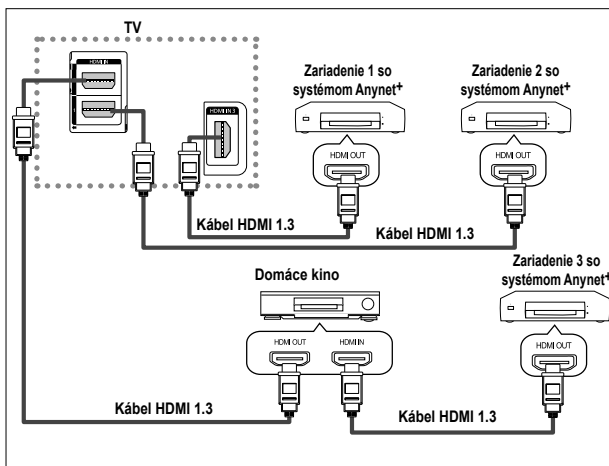 TV
HDMI IN
HDMI IN 3
Zariadenie 1 so
systémom Anynet+
HDMI OUT
Zariadenie 2 so
systémom Anynet+
HDMI OUT
Kábel HDMI 1.3
Kábel HDMI 1.3
Domáce kino
HDMI OUT
HDMI IN
Zariadenie 3 so
systémom Anynet+
HDMI OUT
Kábel HDMI 1.3
Kábel HDMI 1.3